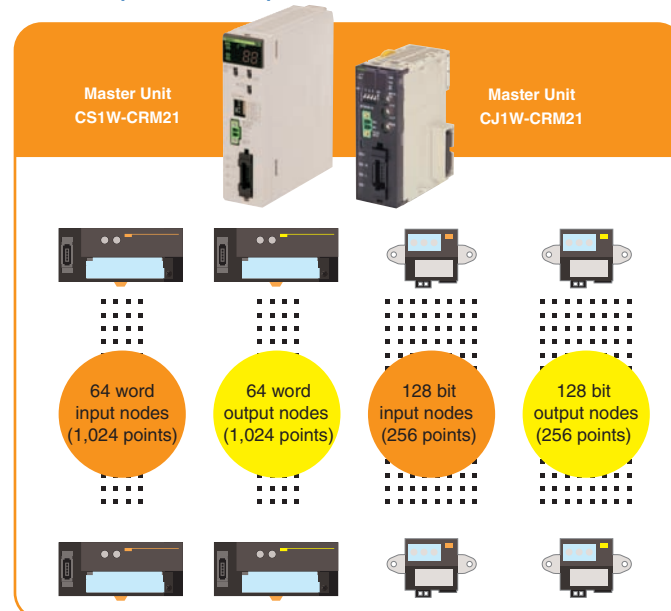 Master Unit
CS1W-CRM21
Master Unit
CJ1W-CRM21
64 word
input nodes
(1,024 points)
64 word
output nodes
(1,024 points)
128 bit
input nodes
(256 points)
128 bit
output nodes
(256 points)